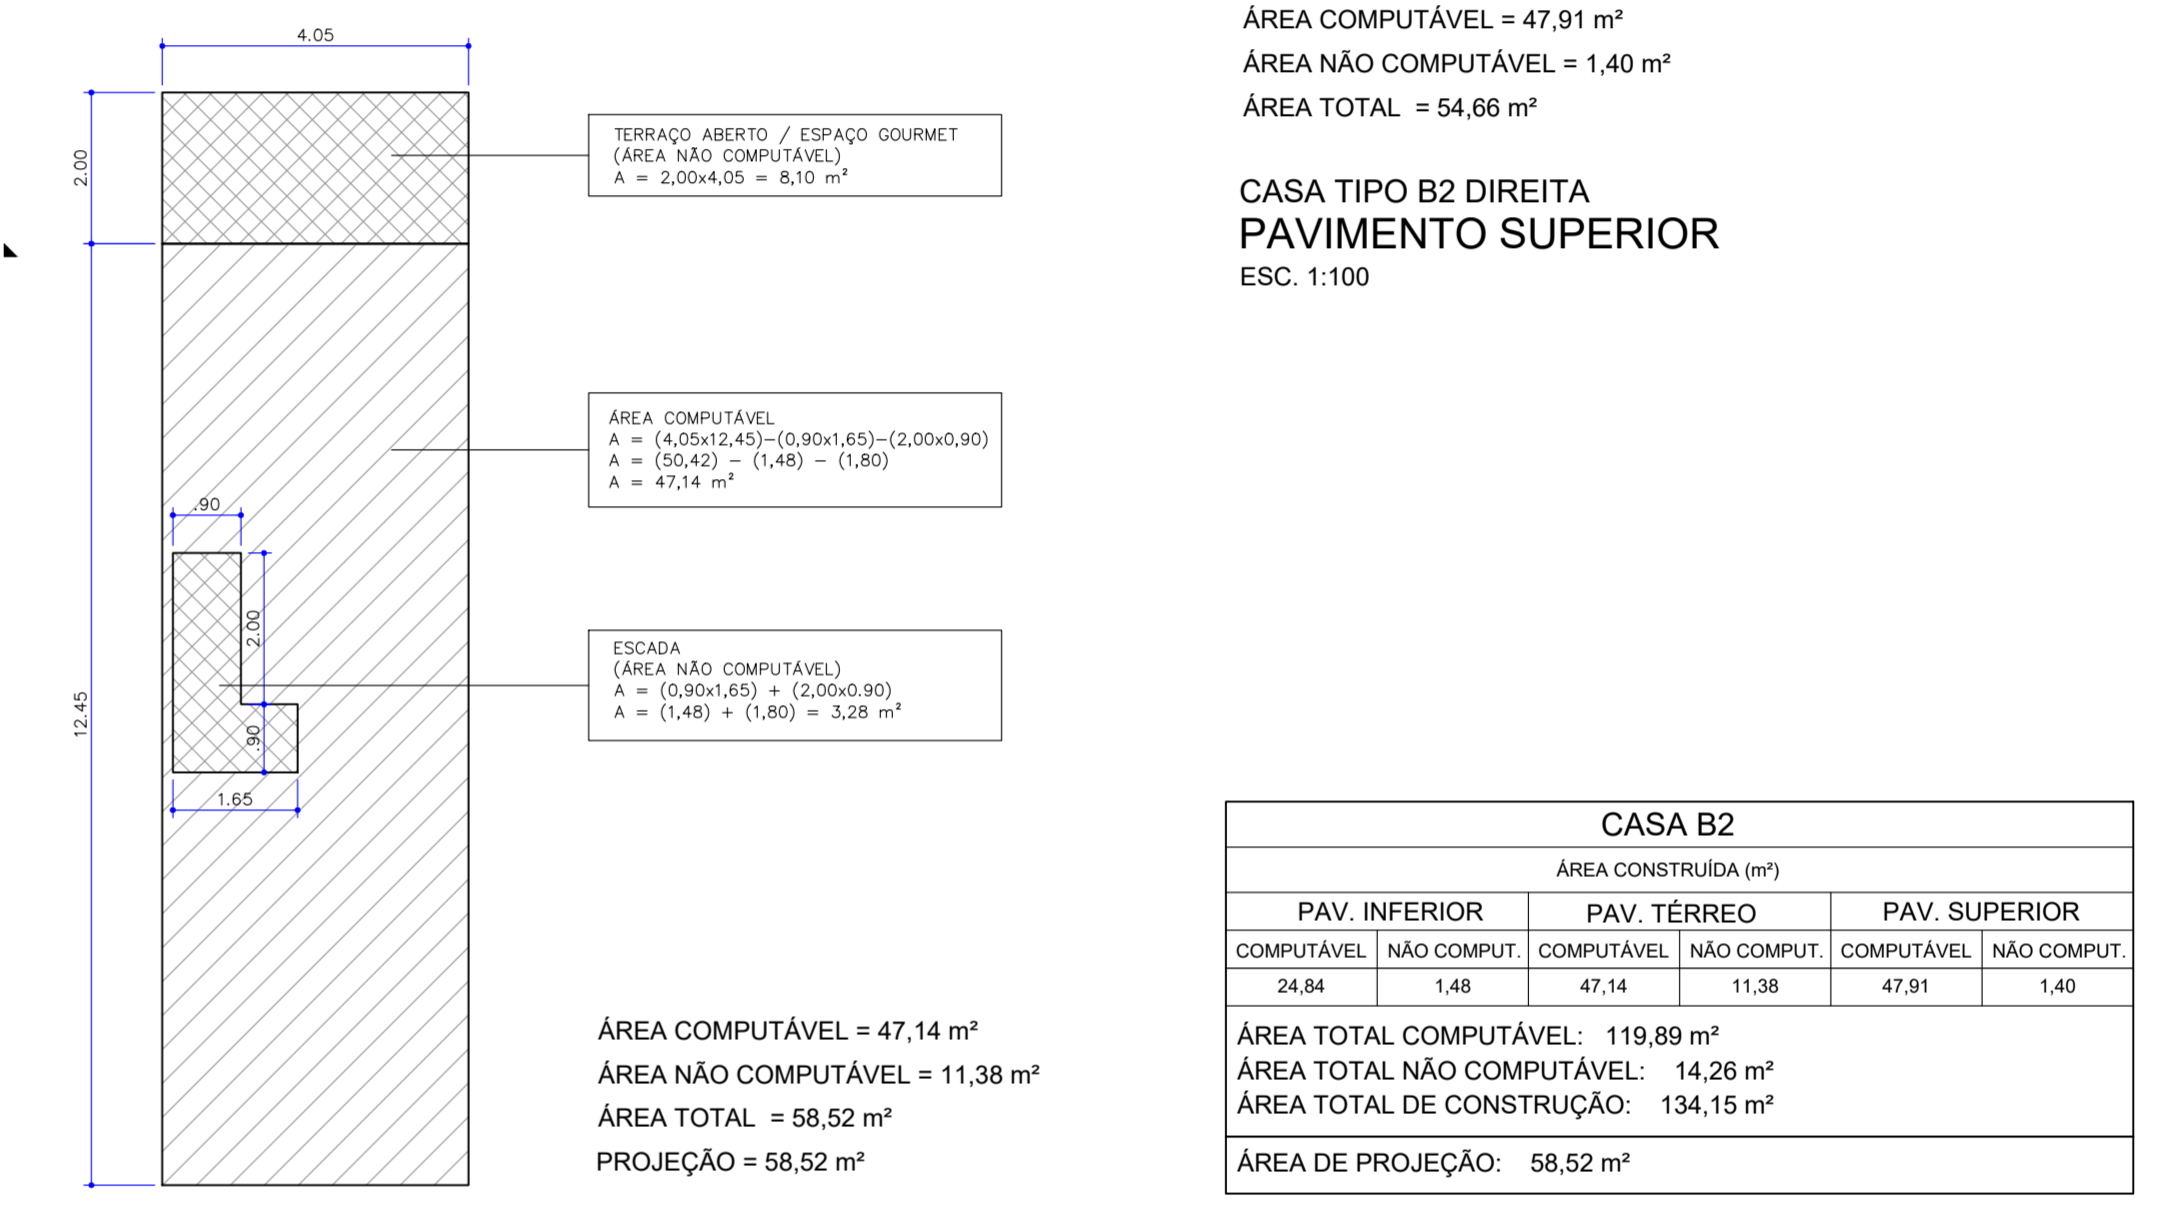 4.05
2.00
12.45
TERRAÇO ABERTO / ESPAÇO GOURMET
(ÁREA NÃO COMPUTÁVEL)
A = 2,00x4,05 = 8,10 m²
ÁREA COMPUTÁVEL
A = (4,05x12,45)-(0,90x1,65)-(2,00x0,90)
A = (50,42) - (1,48) - (1,80)
A = 47,14 m²
.90
2.00
.90
1.65
ESCADA
(ÁREA NÃO COMPUTÁVEL)
A = (0,90x1,65) + (2,00x0.90)
A = (1,48) + (1,80) = 3,28 m²
ÁREA COMPUTÁVEL = 47,14 m²
ÁREA NÃO COMPUTÁVEL = 11,38 m²
ÁREA TOTAL = 58,52 m²
PROJEÇÃO = 58,52 m²
ÁREA COMPUTÁVEL = 47,91 m²
ÁREA NÃO COMPUTÁVEL = 1,40 m²
ÁREA TOTAL = 54,66 m²
CASA TIPO B2 DIREITA
PAVIMENTO SUPERIOR
ESC. 1:100
CASA B2
ÁREA CONSTRUÍDA (m²)
PAV. INFERIOR PAV. TÉRREO PAV. SUPERIOR
COMPUTÁVEL NÃO COMPUT. COMPUTÁVEL NÃO COMPUT. COMPUTÁVEL NÃO COMPUT.
24,84 1,48 47,14 11,38 47,91 1,40
ÁREA TOTAL COMPUTÁVEL: 119,89 m²
ÁREA TOTAL NÃO COMPUTÁVEL: 14,26 m²
ÁREA TOTAL DE CONSTRUÇÃO: 134,15 m²
ÁREA DE PROJEÇÃO: 58,52 m²